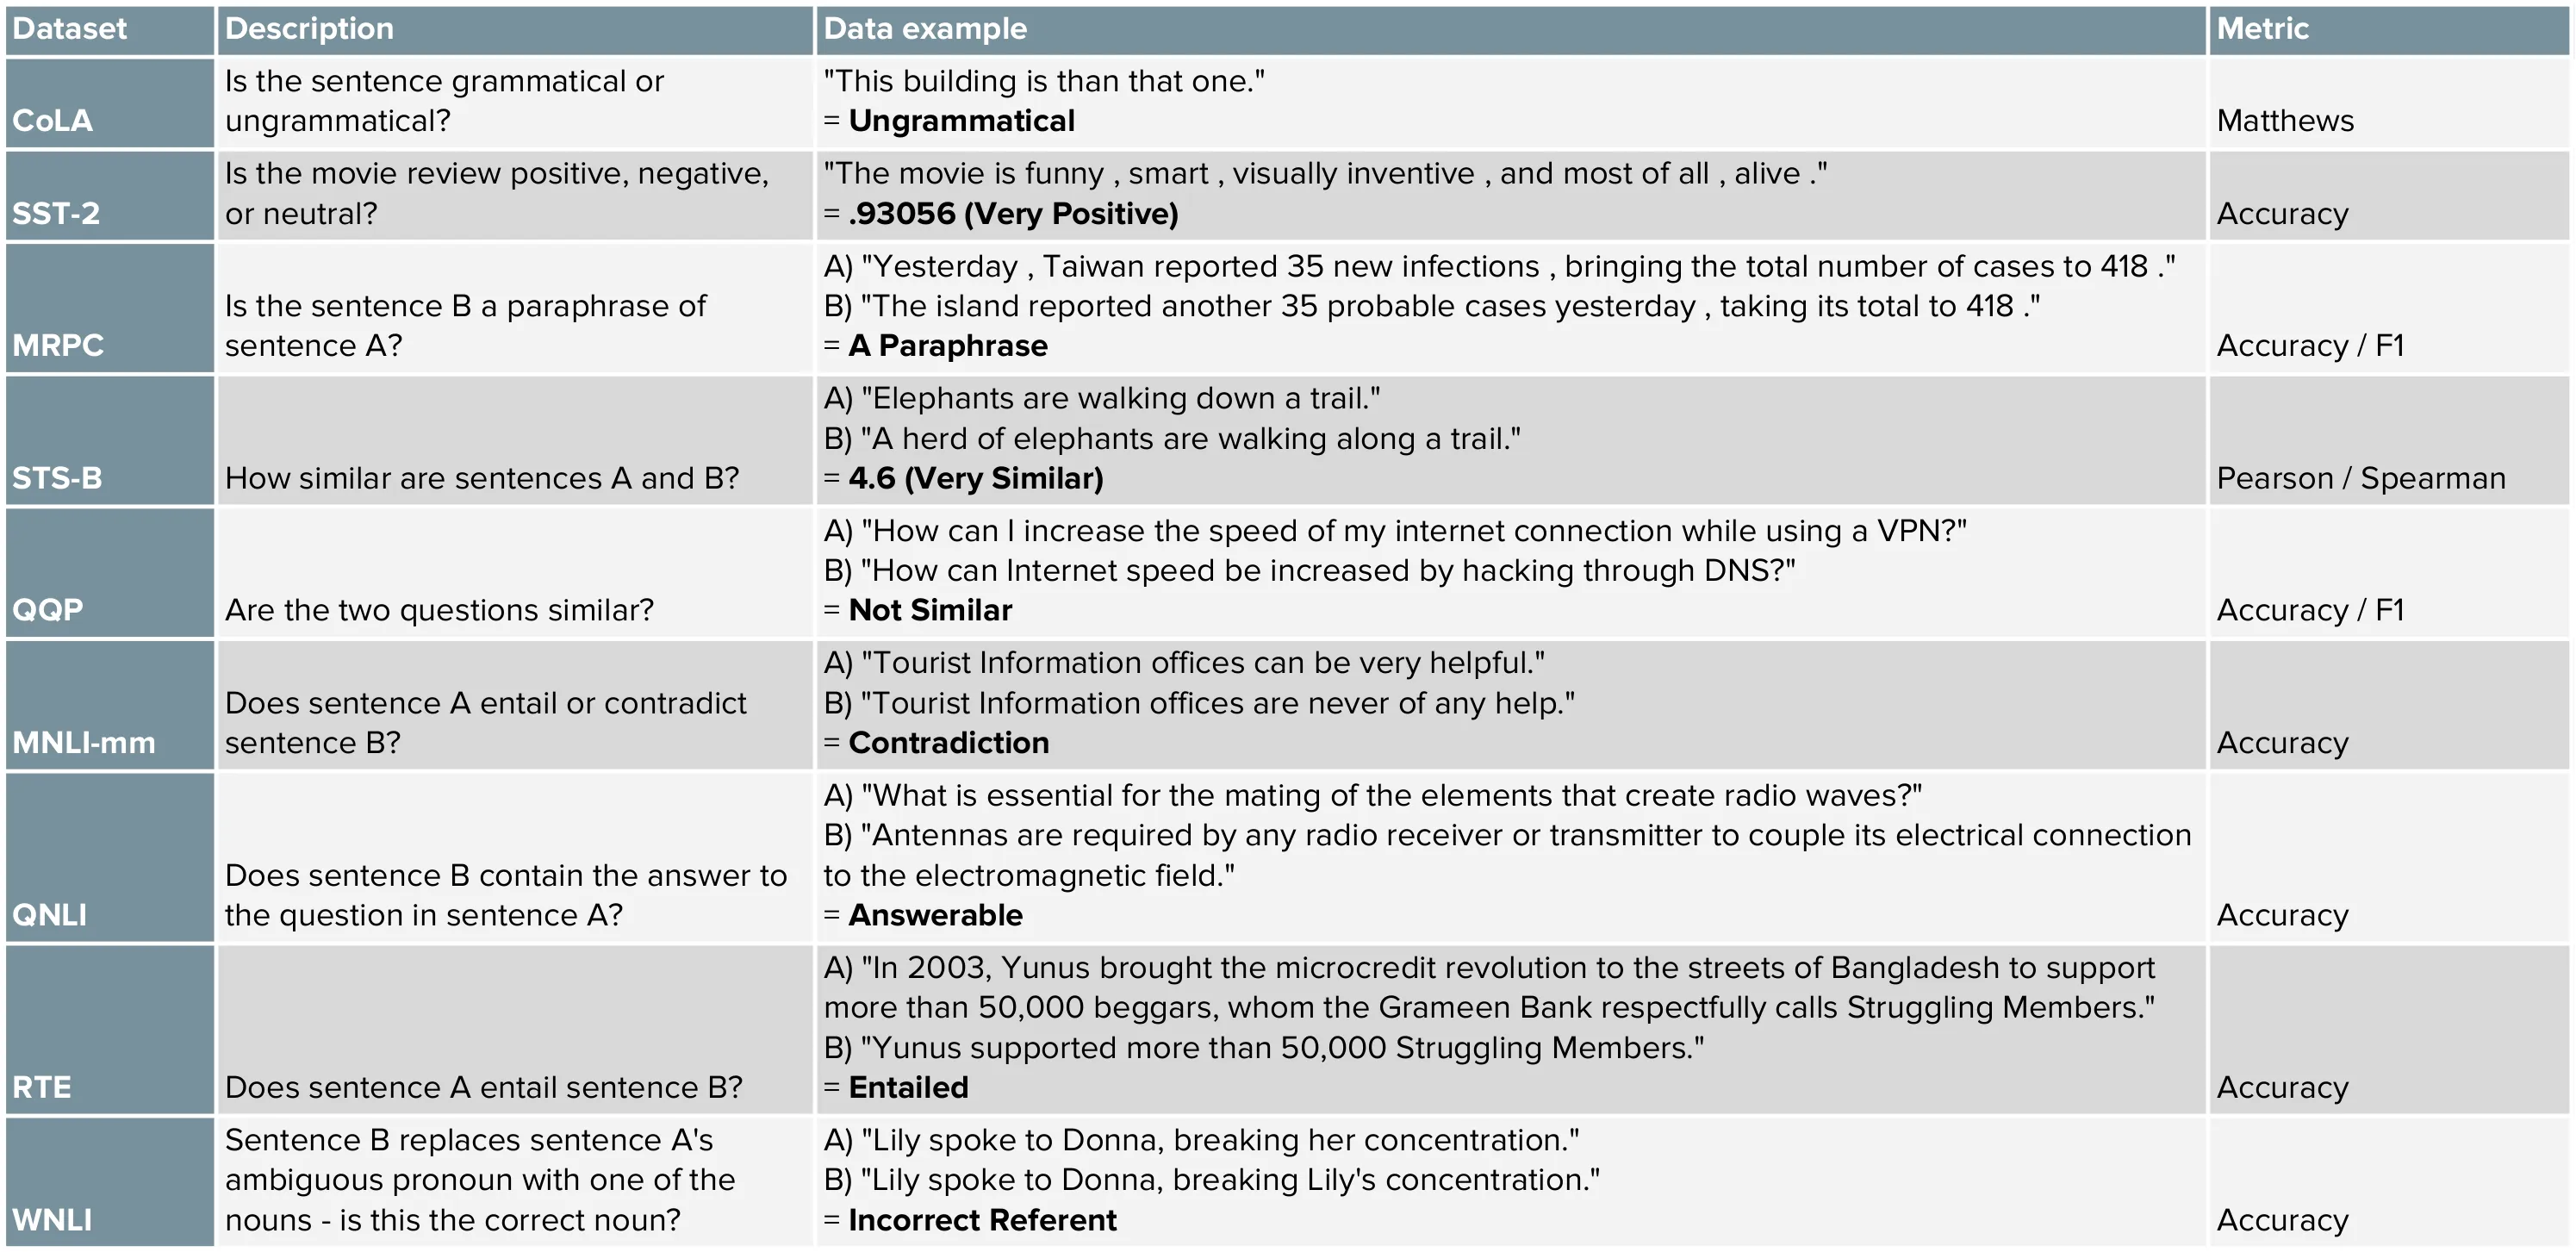 Dataset Description Data example Metric
CoLA
Is the sentence grammatical or
ungrammatical?
"This building is than that one."
= Ungrammatical
Matthews
SST-2
Is the movie review positive, negative,
or neutral?
"The movie is funny , smart , visually inventive , and most of all , alive ."
= .93056 (Very Positive)
Accuracy
MRPC
Is the sentence B a paraphrase of
sentence A?
A) "Yesterday , Taiwan reported 35 new infections , bringing the total number of cases to 418 ."
B) "The island reported another 35 probable cases yesterday , taking its total to 418 ."
= A Paraphrase
Accuracy / F1
STS-B
How similar are sentences A and B?
A) "Elephants are walking down a trail."
B) "A herd of elephants are walking along a trail."
= 4.6 (Very Similar)
Pearson / Spearman
QQP
Are the two questions similar?
A) "How can I increase the speed of my internet connection while using a VPN?"
B) "How can Internet speed be increased by hacking through DNS?"
= Not Similar
Accuracy / F1
MNLI-mm
Does sentence A entail or contradict
sentence B?
A) "Tourist Information offices can be very helpful."
B) "Tourist Information offices are never of any help."
= Contradiction
Accuracy
QNLI
Does sentence B contain the answer to
the question in sentence A?
A) "What is essential for the mating of the elements that create radio waves?"
B) "Antennas are required by any radio receiver or transmitter to couple its electrical connection
to the electromagnetic field."
= Answerable
Accuracy
RTE
Does sentence A entail sentence B?
A) "In 2003, Yunus brought the microcredit revolution to the streets of Bangladesh to support
more than 50,000 beggars, whom the Grameen Bank respectfully calls Struggling Members."
B) "Yunus supported more than 50,000 Struggling Members."
= Entailed
Accuracy
WNLI
Sentence B replaces sentence A's
ambiguous pronoun with one of the
nouns - is this the correct noun?
A) "Lily spoke to Donna, breaking her concentration."
B) "Lily spoke to Donna, breaking Lily's concentration."
= Incorrect Referent
Accuracy